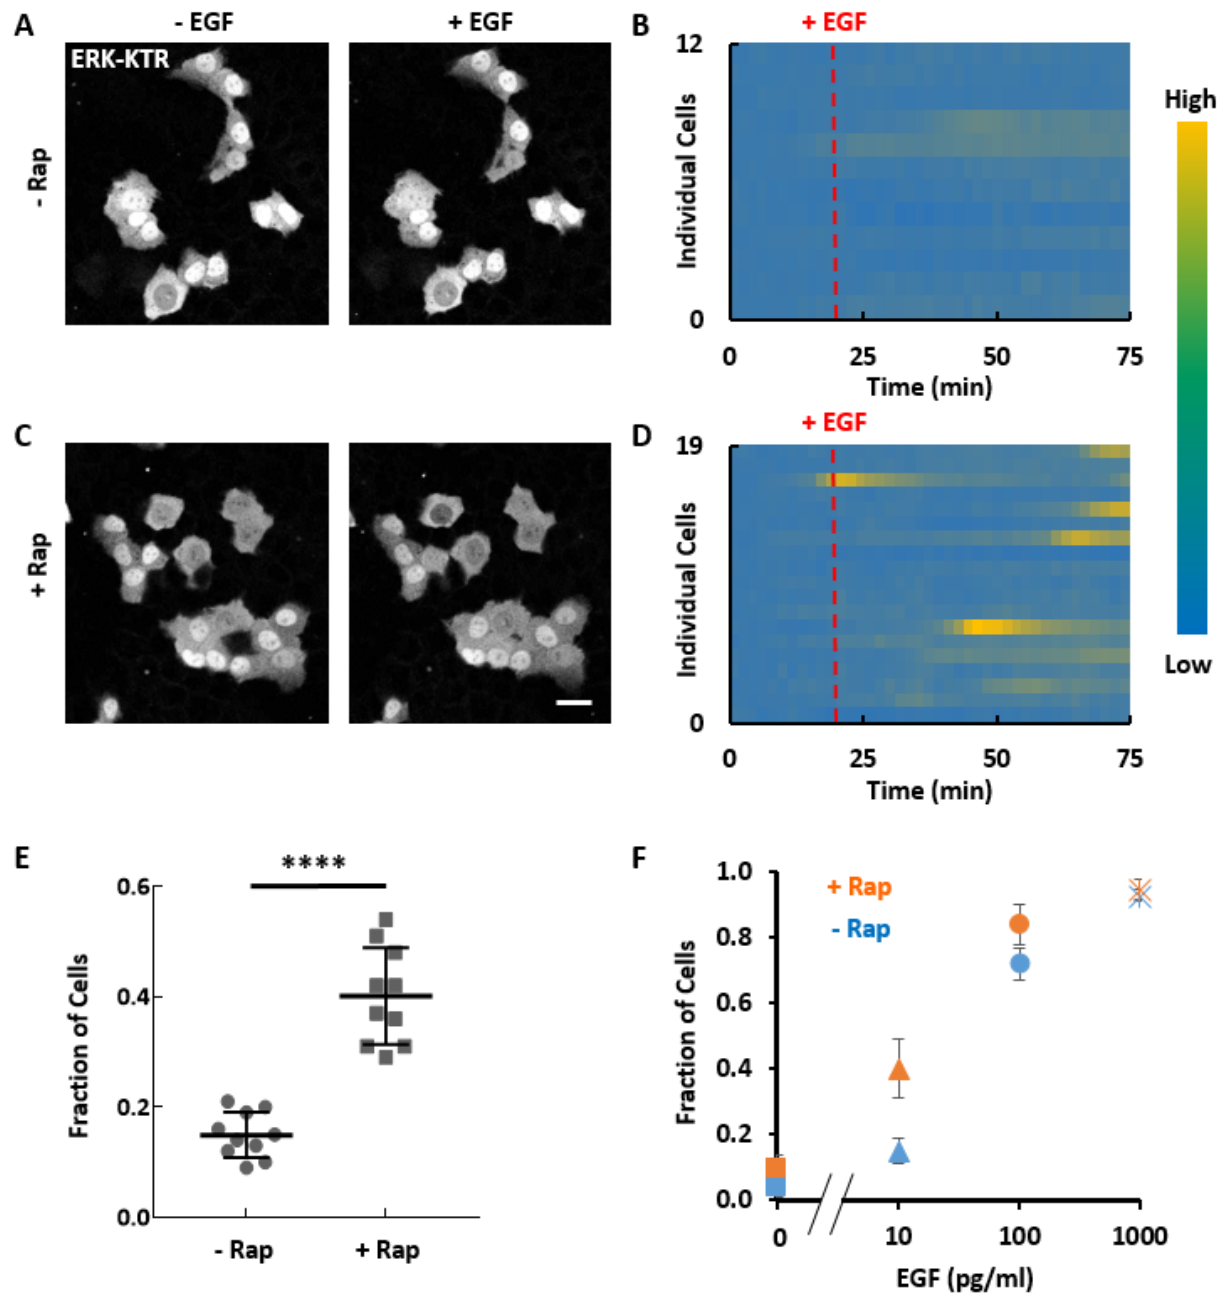 A
- EGF
+ EGF
ERK-KTR
- Rap
B
+ EGF
12
Individual Cells
0
0 25 50 75
Time (min)
High
Low
C
+ Rap
D
+ EGF
19
Individual Cells
0
0 25 50 75
Time (min)
E
****
0.6
0.4
0.2
0.0
Fraction of Cells
- Rap + Rap
F
+ Rap
- Rap
1.0
0.8
0.6
0.4
0.2
0.0
Fraction of Cells
0 10 100 1000
EGF (pg/ml)